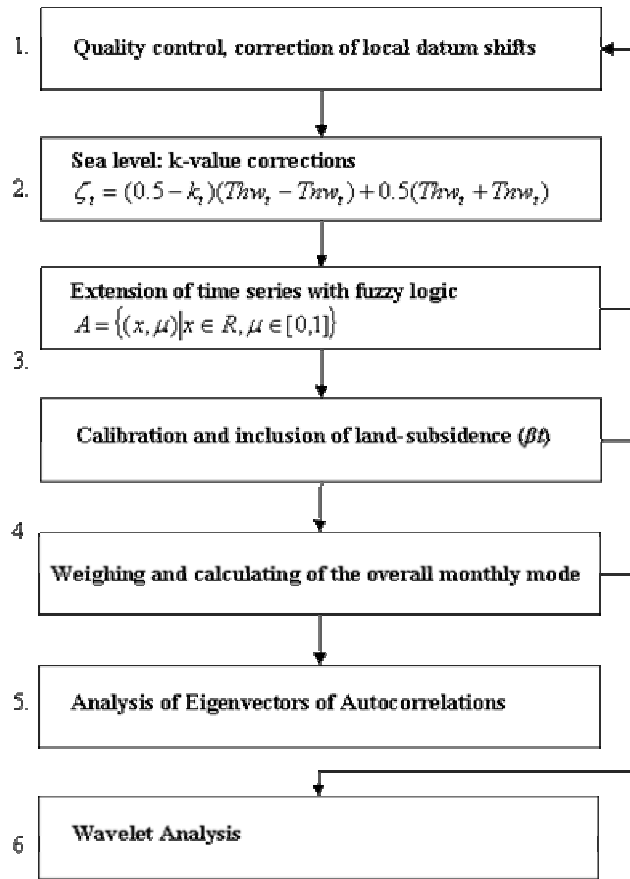 1. Quality control, correction of local datum shifts
Sea level: k-value corrections
2. ζₜ = (0.5 − kₜ)(Thwₜ − Tnwₜ) + 0.5(Thwₜ + Tnwₜ)
Extension of time series with fuzzy logic
A = {(x, μ)|x ∈ R, μ ∈ [0,1]}
3.
Calibration and inclusion of land-subsidence (βt)
4
Weighing and calculating of the overall monthly mode
5. Analysis of Eigenvectors of Autocorrelations
6 Wavelet Analysis